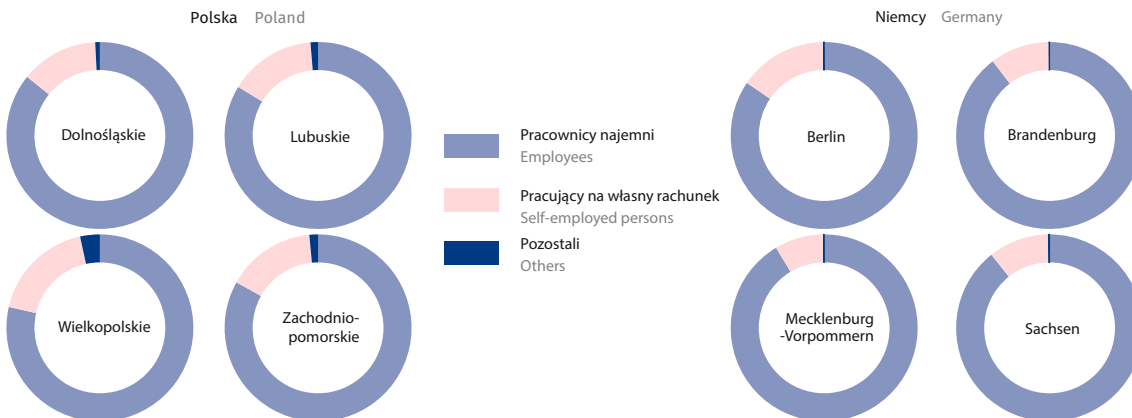 Polska Poland
Niemcy Germany
Dolnośląskie
Lubuskie
Wielkopolskie
Zachodnio-
pomorskie
Pracownicy najemni
Employees
Pracujący na własny rachunek
Self-employed persons
Pozostali
Others
Berlin
Brandenburg
Mecklenburg
-Vorpommern
Sachsen